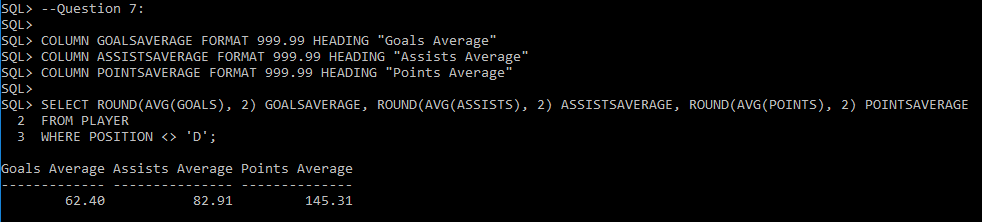 SQL> --Question 7:
SQL>
SQL> COLUMN GOALSAVERAGE FORMAT 999.99 HEADING "Goals Average"
SQL> COLUMN ASSISTSAVERAGE FORMAT 999.99 HEADING "Assists Average"
SQL> COLUMN POINTSAVERAGE FORMAT 999.99 HEADING "Points Average"
SQL>
SQL> SELECT ROUND(AVG(GOALS), 2) GOALSAVERAGE, ROUND(AVG(ASSISTS), 2) ASSISTSAVERAGE, ROUND(AVG(POINTS), 2) POINTSAVERAGE
  2  FROM PLAYER
  3  WHERE POSITION <> 'D';
Goals Average Assists Average Points Average
------------- --------------- --------------
        62.40           82.91         145.31